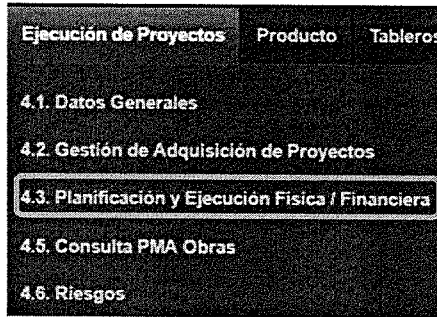 Ejecución de Proyectos Producto Tableros
4.1. Datos Generales
4.2. Gestión de Adquisición de Proyectos
4.3. Planificación y Ejecución Física / Financiera
4.5. Consulta PMA Obras
4.6. Riesgos